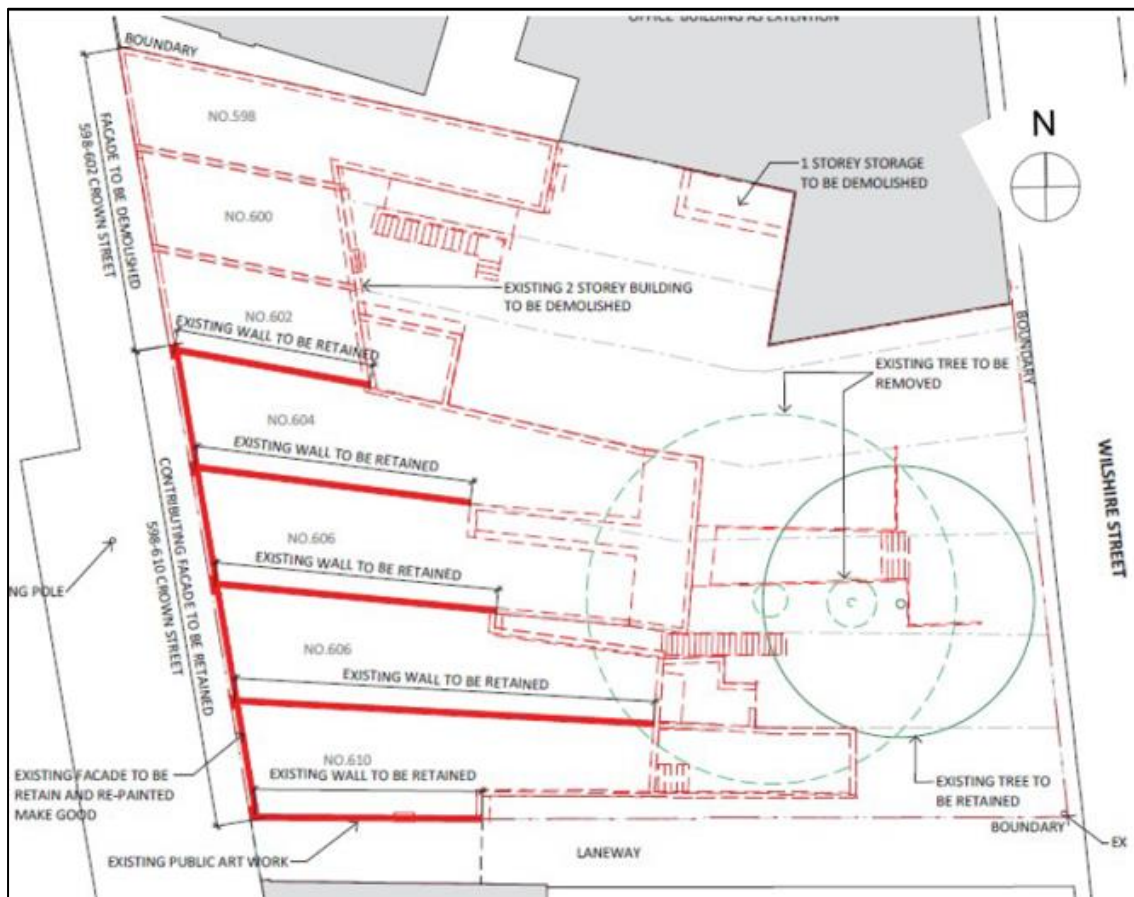 OFFICE BUILDING AS EXTENTION
BOUNDARY
NO.598
N
FACADE TO BE DEMOLISHED
598-602 CROWN STREET
1 STOREY STORAGE
TO BE DEMOLISHED
NO.600
EXISTING 2 STOREY BUILDING
TO BE DEMOLISHED
NO.602
EXISTING WALL TO BE RETAINED
BOUNDARY
EXISTING TREE TO BE
REMOVED
NO.604
EXISTING WALL TO BE RETAINED
WILSHIRE STREET
CONTRIBUTING FACADE TO BE RETAINED
598-610 CROWN STREET
NO.606
EXISTING WALL TO BE RETAINED
NG POLE
NO.606
EXISTING WALL TO BE RETAINED
NO.610
EXISTING WALL TO BE RETAINED
EXISTING FACADE TO BE
RETAIN AND RE-PAINTED
MAKE GOOD
EXISTING TREE TO
BE RETAINED
BOUNDARY
EX
EXISTING PUBLIC ART WORK
LANEWAY